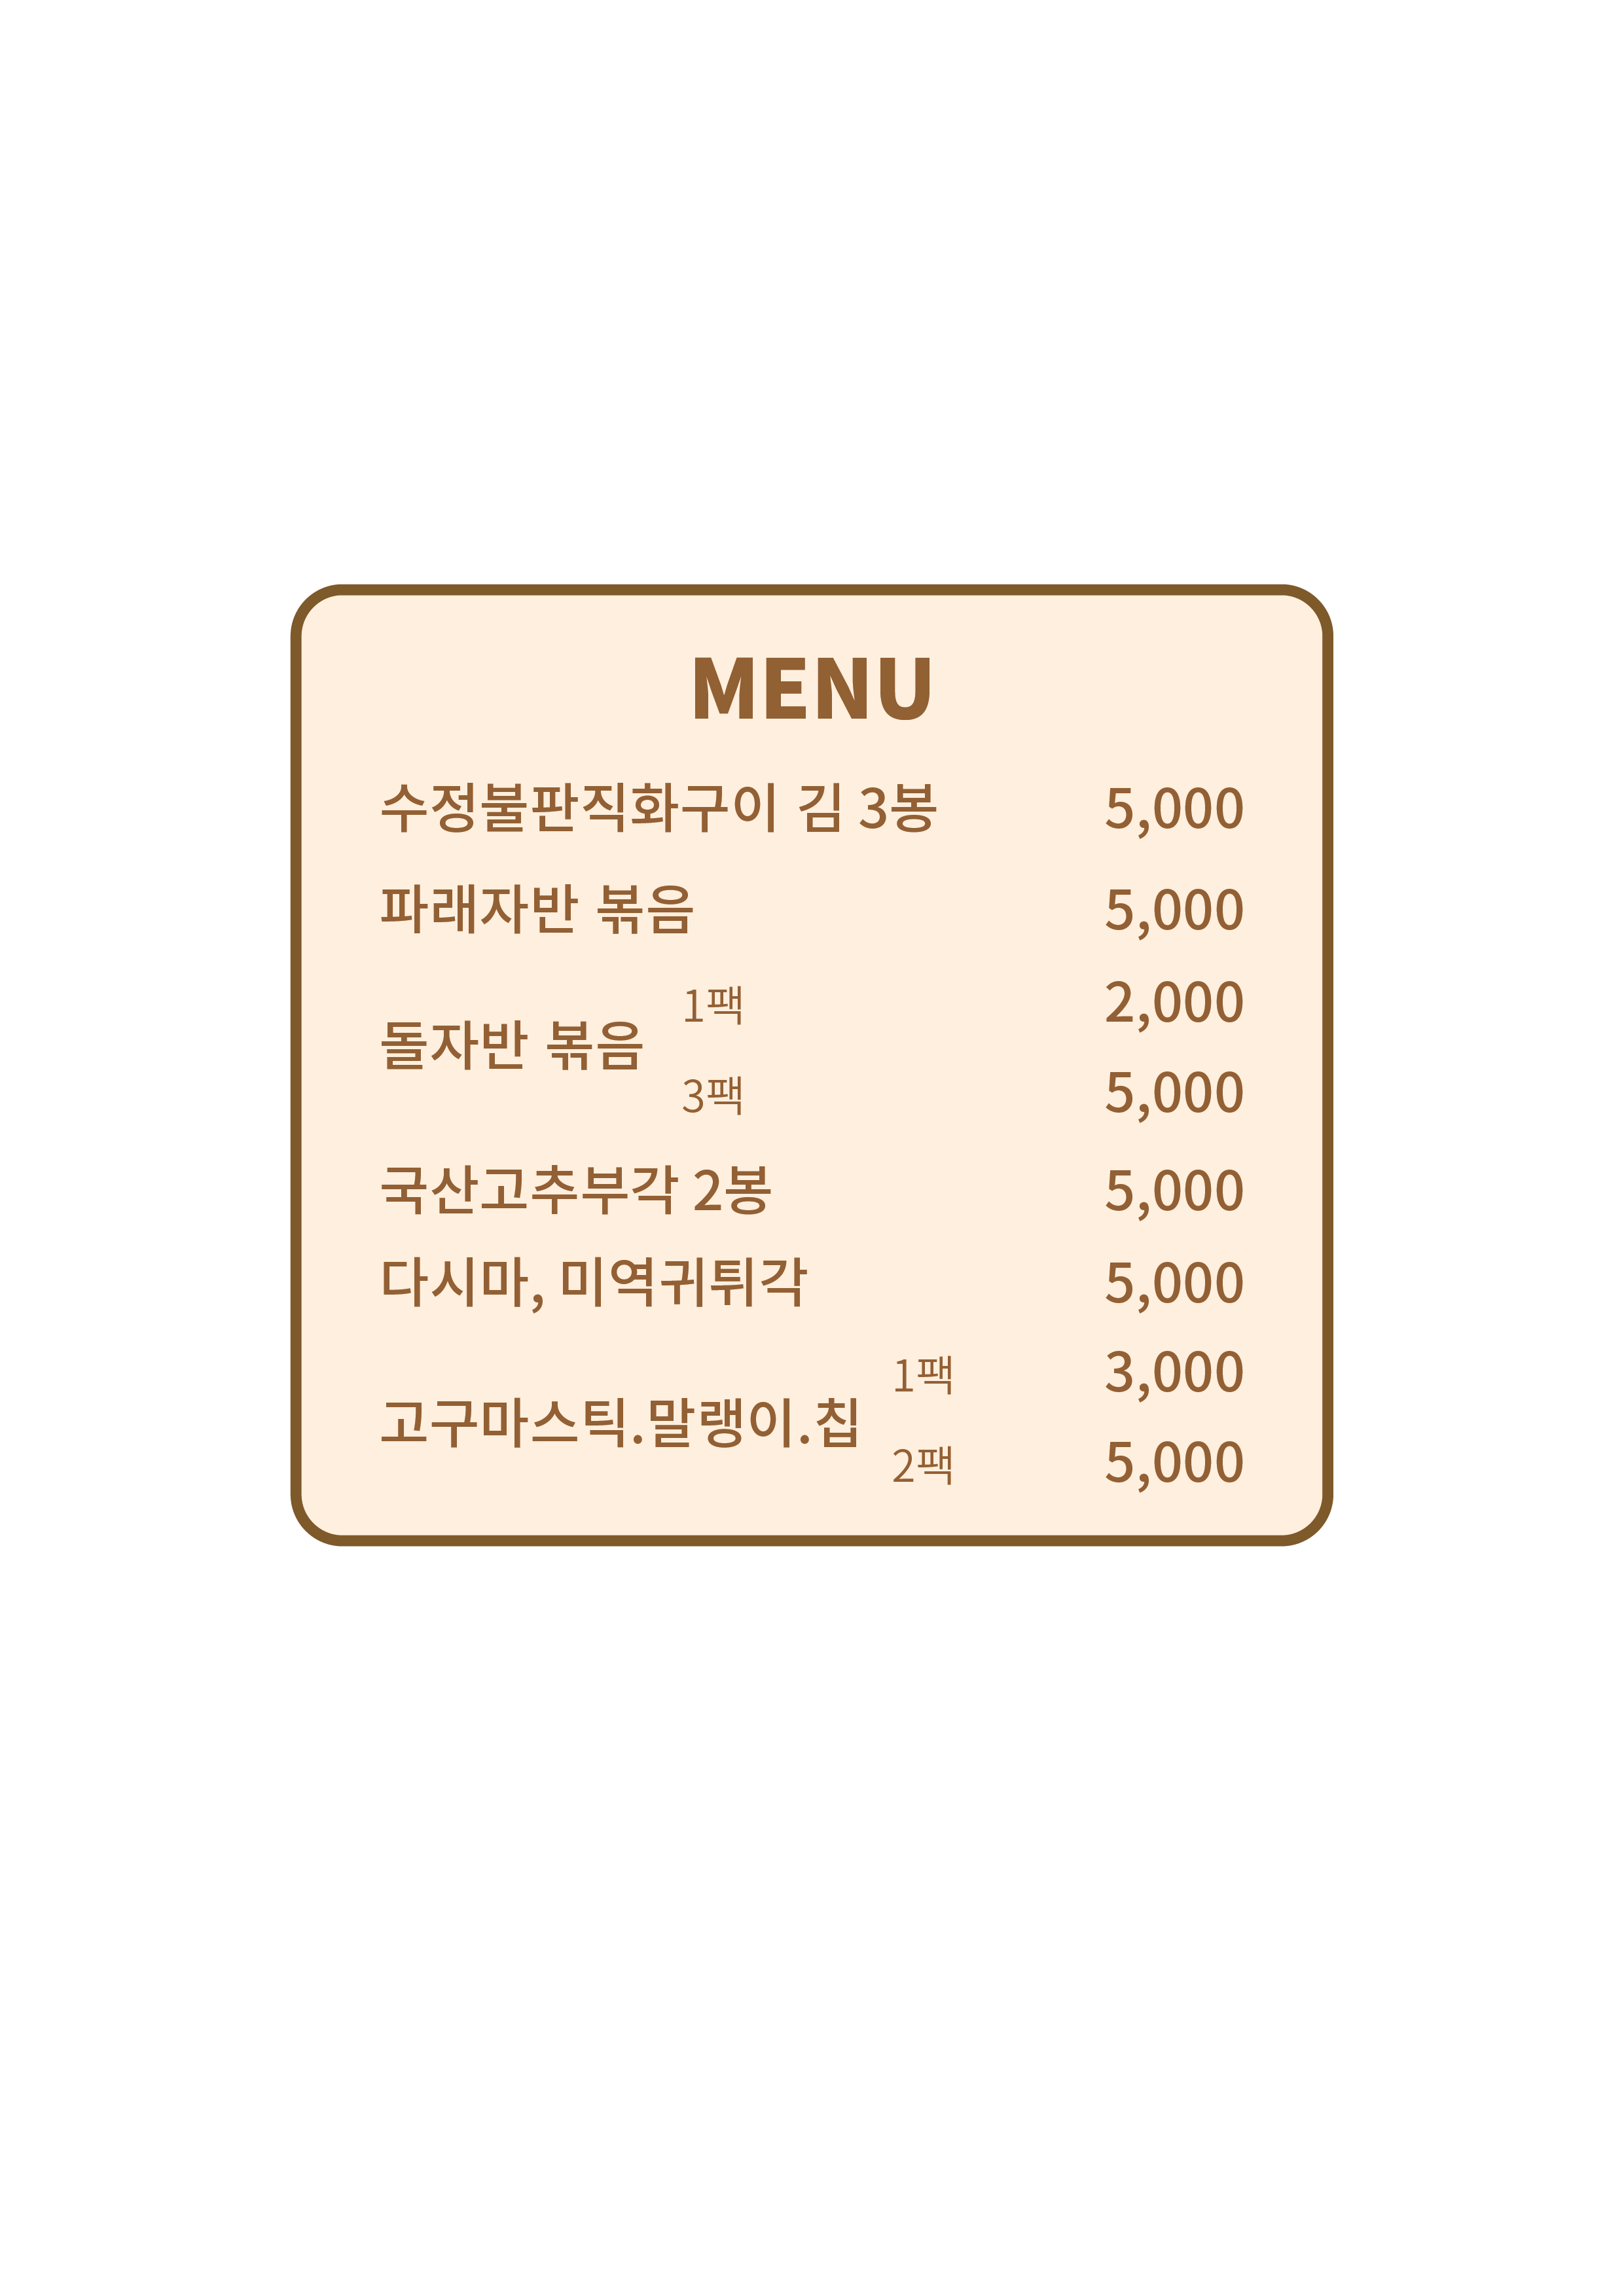 MENU
수정불판직화구이 김 3봉 5,000
파래자반 볶음 5,000
돌자반 볶음
1팩 2,000
3팩 5,000
국산고추부각 2봉 5,000
다시마, 미역귀튀각 5,000
고구마스틱.말랭이.칩
1팩 3,000
2팩 5,000